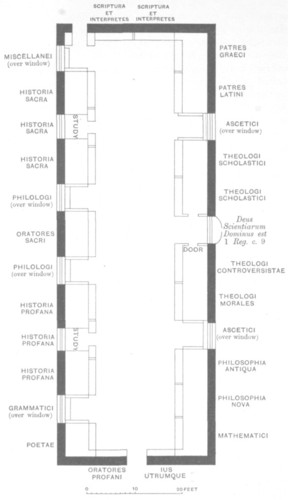 SCRIPTURA
ET
INTERPRETES
SCRIPTURA
ET
INTERPRETES
MISCELLANEI
(over window)
HISTORIA
SACRA
HISTORIA
SACRA
HISTORIA
SACRA
PHILOLOGI
(over window)
ORATORES
SACRI
PHILOLOGI
(over window)
HISTORIA
PROFANA
HISTORIA
PROFANA
HISTORIA
PROFANA
GRAMMATICI
(over window)
POETAE
STUDY
STUDY
PATRES
GRAECI
PATRES
LATINI
ASCETICI
(over window)
THEOLOGI
SCHOLASTICI
THEOLOGI
SCHOLASTICI
Deus
Scientiarum
Dominus est
1 Reg. c. 9
DOOR
THEOLOGI
CONTROVERSISTAE
THEOLOGI
MORALES
ASCETICI
(over window)
PHILOSOPHIA
ANTIQUA
PHILOSOPHIA
NOVA
MATHEMATICI
ORATORES
PROFANI
IUS
UTRUMQUE
0 10 20 FEET